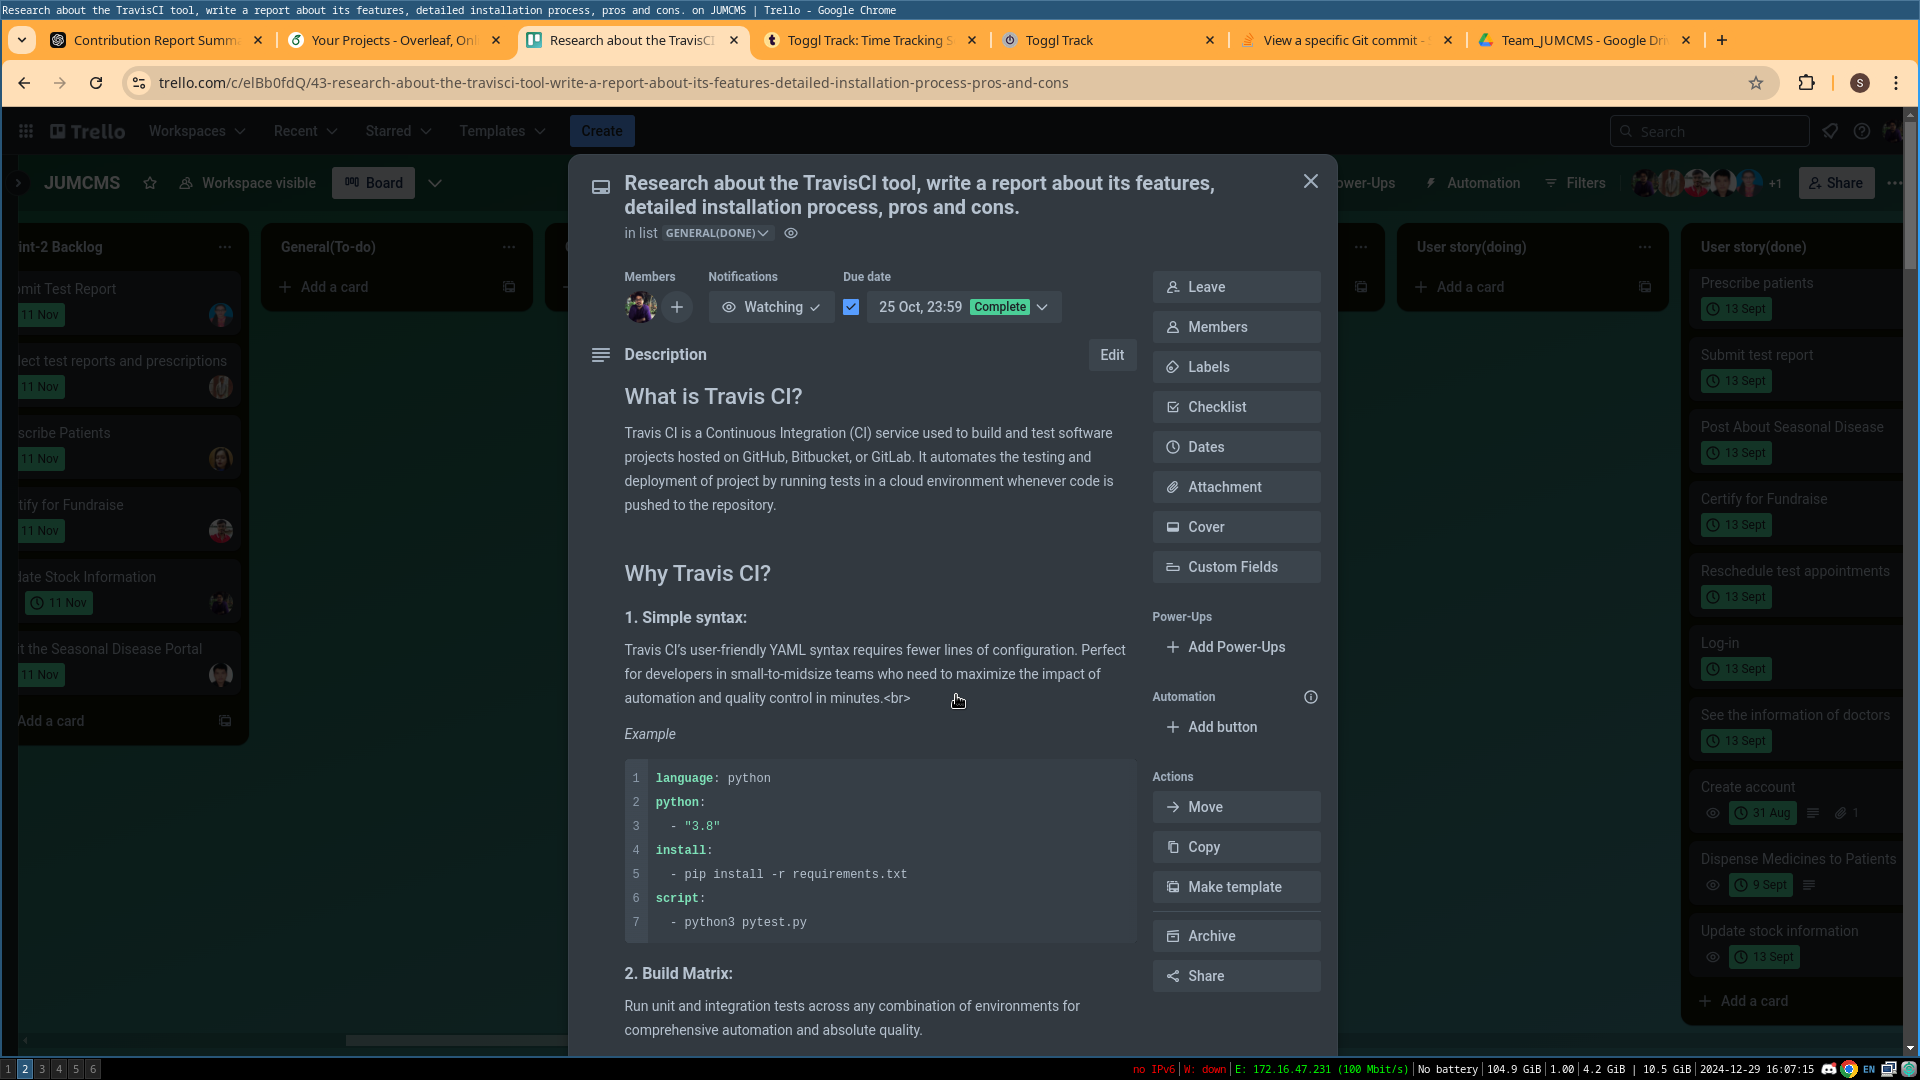 Research about the TravisCI tool, write a report about its features, detailed installation process, pros and cons. on JUMCMS | Trello - Google Chrome
Contribution Report Summ
Your Projects - Overleaf, Onl
Research about the TravisCI
Toggl Track: Time Tracking S
Toggl Track
View a specific Git commit -
Team_JUMCMS - Google Dri
trello.com/c/elBb0fdQ/43-research-about-the-travisci-tool-write-a-report-about-its-features-detailed-installation-process-pros-and-cons
S
Trello
Workspaces
Recent
Starred
Templates
Create
Search
JUMCMS
Workspace visible
Board
ower-Ups
Automation
Filters
+1
Share
int-2 Backlog
mit Test Report
11 Nov
lect test reports and prescriptions
11 Nov
scribe Patients
11 Nov
tify for Fundraise
11 Nov
late Stock Information
11 Nov
it the Seasonal Disease Portal
11 Nov
Add a card
General(To-do)
Add a card
Research about the TravisCI tool, write a report about its features,
detailed installation process, pros and cons.
in list GENERAL(DONE)
Members
Notifications
Due date
Watching
25 Oct, 23:59 Complete
Description
Edit
What is Travis CI?
Travis CI is a Continuous Integration (CI) service used to build and test software
projects hosted on GitHub, Bitbucket, or GitLab. It automates the testing and
deployment of project by running tests in a cloud environment whenever code is
pushed to the repository.
Why Travis CI?
1. Simple syntax:
Travis CI’s user-friendly YAML syntax requires fewer lines of configuration. Perfect
for developers in small-to-midsize teams who need to maximize the impact of
automation and quality control in minutes.<br>
Example
1 language: python
2 python:
3 - "3.8"
4 install:
5 - pip install -r requirements.txt
6 script:
7 - python3 pytest.py
2. Build Matrix:
Run unit and integration tests across any combination of environments for
comprehensive automation and absolute quality.
Leave
Members
Labels
Checklist
Dates
Attachment
Cover
Custom Fields
Power-Ups
Add Power-Ups
Automation
Add button
Actions
Move
Copy
Make template
Archive
Share
User story(doing)
Add a card
User story(done)
Prescribe patients
13 Sept
Submit test report
13 Sept
Post About Seasonal Disease
13 Sept
Certify for Fundraise
13 Sept
Reschedule test appointments
13 Sept
Log-in
13 Sept
See the information of doctors
13 Sept
Create account
31 Aug
1
Dispense Medicines to Patients
9 Sept
Update stock information
13 Sept
Add a card
1 2 3 4 5 6
no IPv6 | W: down | E: 172.16.47.231 (100 Mbit/s) | No battery | 104.9 GiB | 1.00 | 4.2 GiB | 10.5 GiB | 2024-12-29 16:07:15
EN